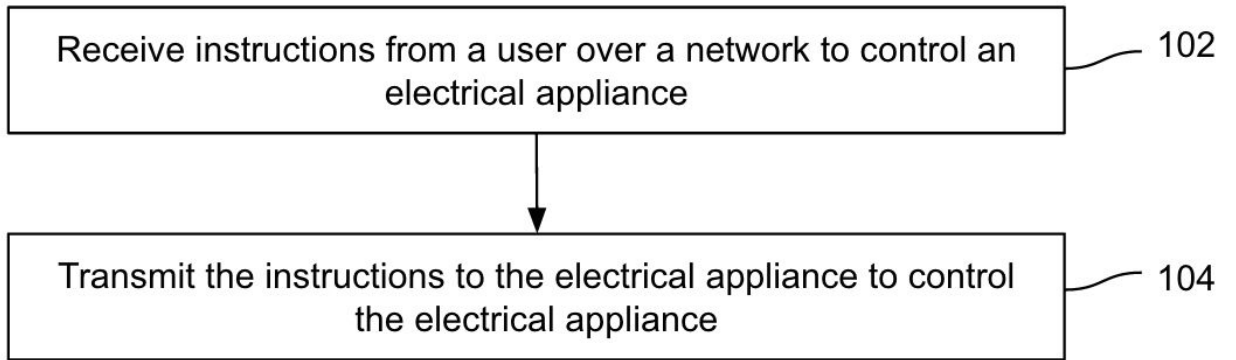 Receive instructions from a user over a network to control an
electrical appliance
102
Transmit the instructions to the electrical appliance to control
the electrical appliance
104